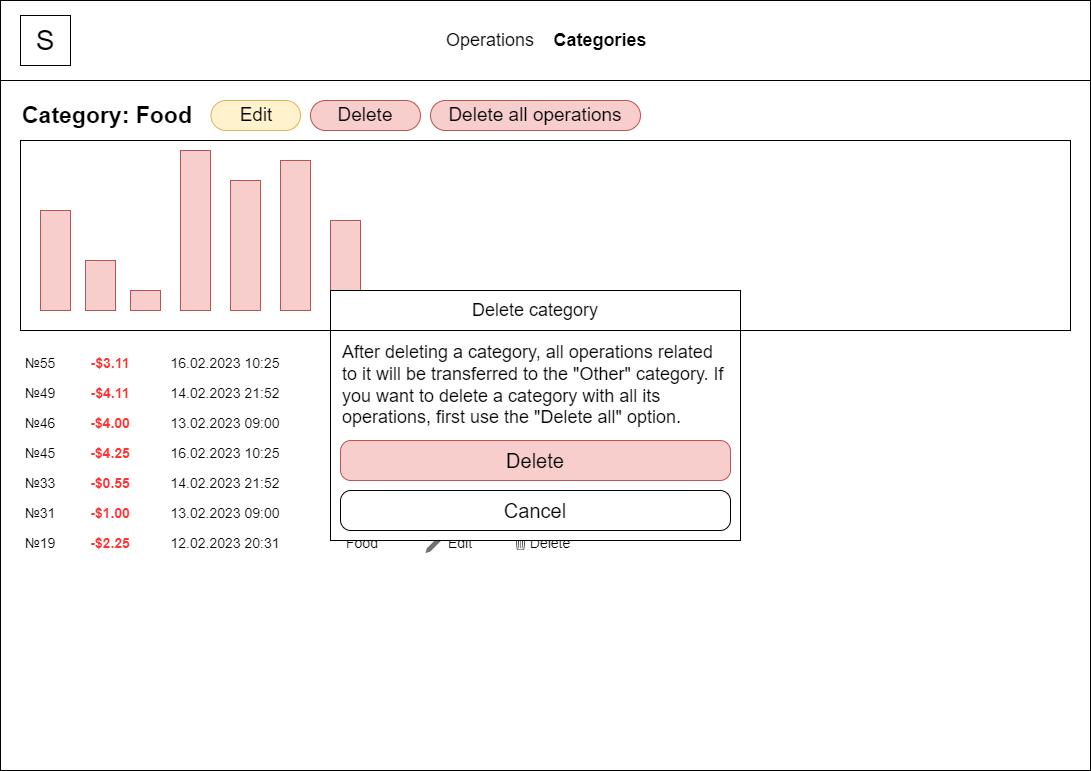 S
Operations Categories
Category: Food Edit Delete Delete all operations
Delete category
After deleting a category, all operations related
to it will be transferred to the "Other" category. If
you want to delete a category with all its
operations, first use the "Delete all" option.
Delete
Cancel
№55 -$3.11 16.02.2023 10:25
№49 -$4.11 14.02.2023 21:52
№46 -$4.00 13.02.2023 09:00
№45 -$4.25 16.02.2023 10:25
№33 -$0.55 14.02.2023 21:52
№31 -$1.00 13.02.2023 09:00
№19 -$2.25 12.02.2023 20:31 Food Edit Delete